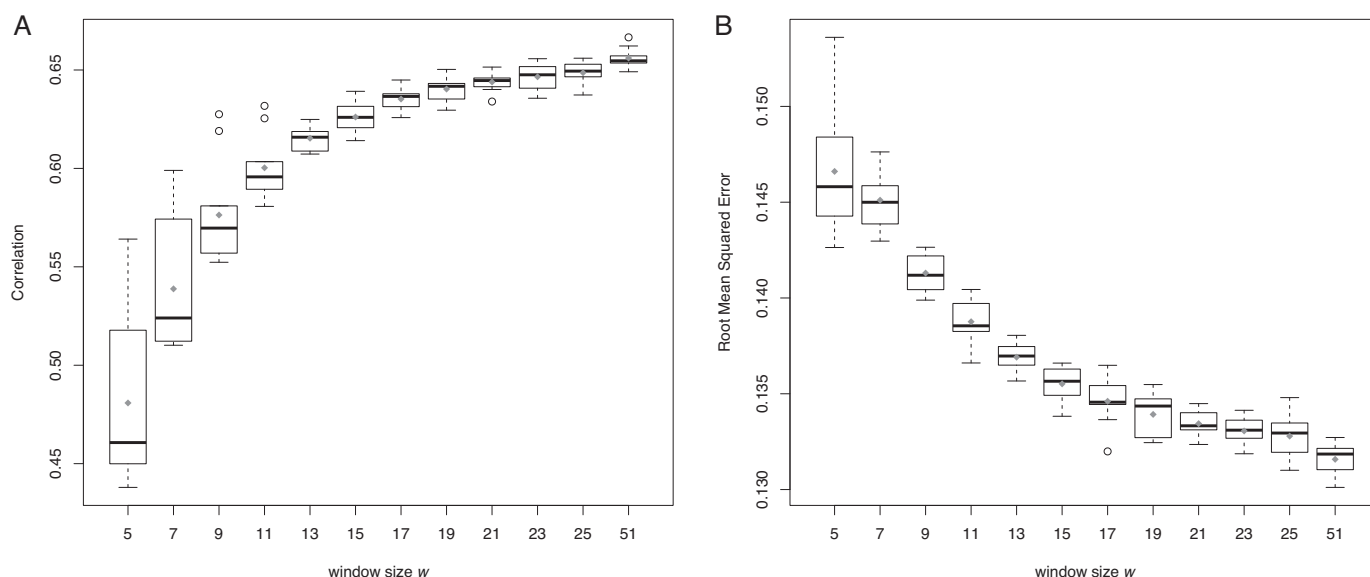 A
Correlation
0.65
0.60
0.55
0.50
0.45
5 7 9 11 13 15 17 19 21 23 25 51
window size w
B
Root Mean Squared Error
0.150
0.145
0.140
0.135
0.130
5 7 9 11 13 15 17 19 21 23 25 51
window size w